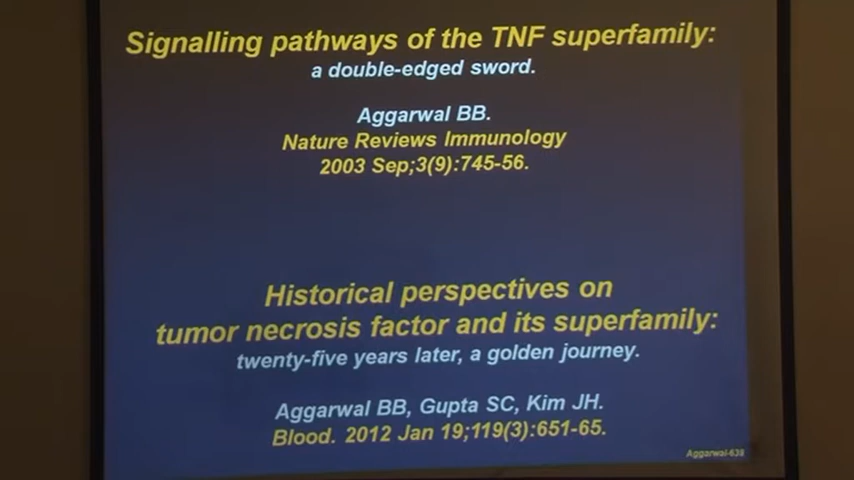 Signalling pathways of the TNF superfamily:
a double-edged sword.
Aggarwal BB.
Nature Reviews Immunology
2003 Sep;3(9):745-56.
Historical perspectives on
tumor necrosis factor and its superfamily:
twenty-five years later, a golden journey.
Aggarwal BB, Gupta SC, Kim JH.
Blood. 2012 Jan 19;119(3):651-65.
Aggarwal-639